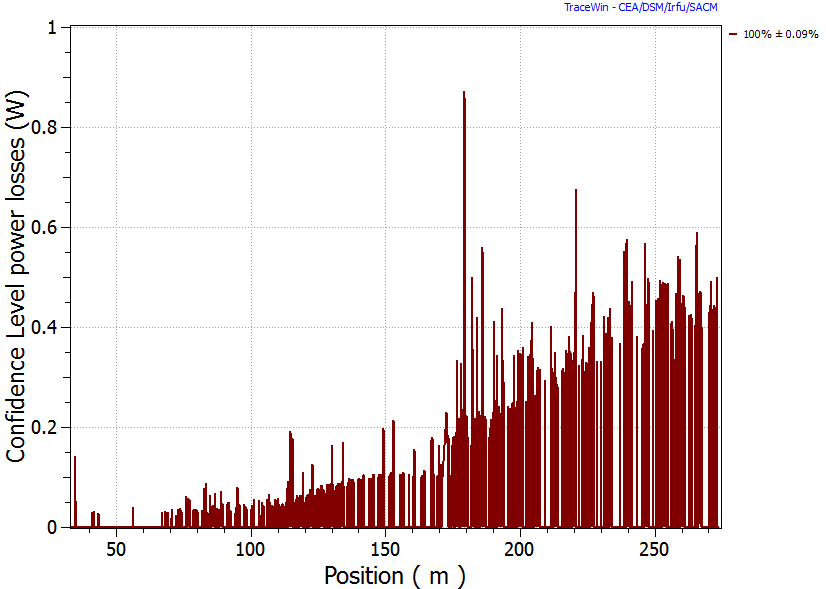 TraceWin - CEA/DSM/Irfu/SACM
100% ± 0.09%
Confidence Level power losses (W)
1
0.8
0.6
0.4
0.2
0
50 100 150 200 250
Position ( m )